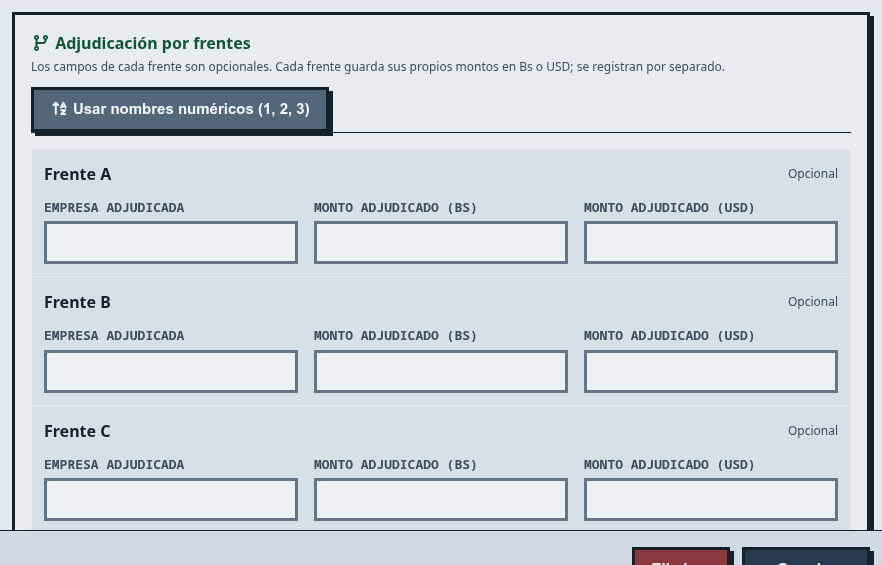 Adjudicación por frentes
Los campos de cada frente son opcionales. Cada frente guarda sus propios montos en Bs o USD; se registran por separado.
Usar nombres numéricos (1, 2, 3)
Frente A
Opcional
EMPRESA ADJUDICADA
MONTO ADJUDICADO (BS)
MONTO ADJUDICADO (USD)
Frente B
Opcional
EMPRESA ADJUDICADA
MONTO ADJUDICADO (BS)
MONTO ADJUDICADO (USD)
Frente C
Opcional
EMPRESA ADJUDICADA
MONTO ADJUDICADO (BS)
MONTO ADJUDICADO (USD)